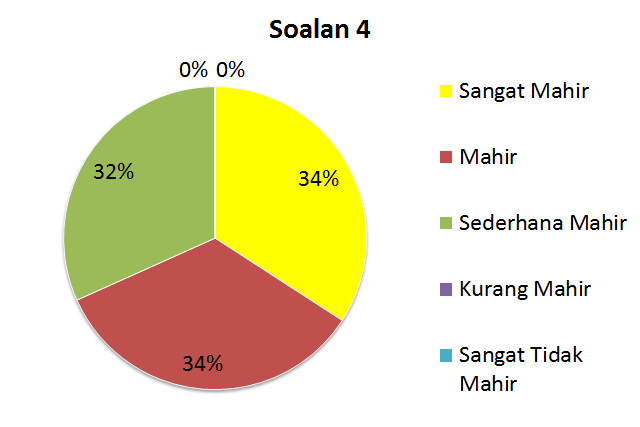 Soalan 4
0% 0%
34%
32%
34%
Sangat Mahir
Mahir
Sederhana Mahir
Kurang Mahir
Sangat Tidak
Mahir